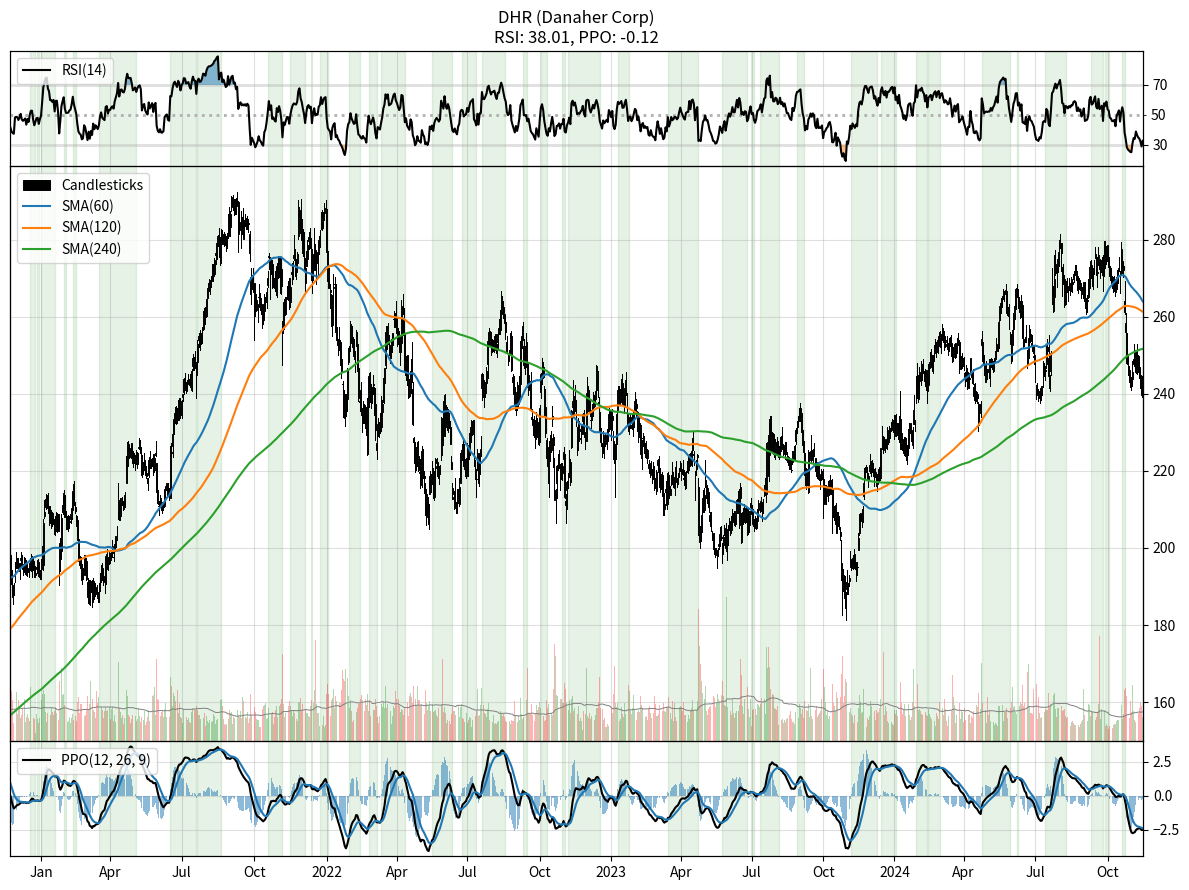 DHR (Danaher Corp)
RSI: 38.01, PPO: -0.12
RSI(14)
70
50
30
Candlesticks
SMA(60)
SMA(120)
SMA(240)
280
260
240
220
200
180
160
PPO(12, 26, 9)
2.5
0.0
−2.5
Jan Apr Jul Oct 2022 Apr Jul Oct 2023 Apr Jul Oct 2024 Apr Jul Oct